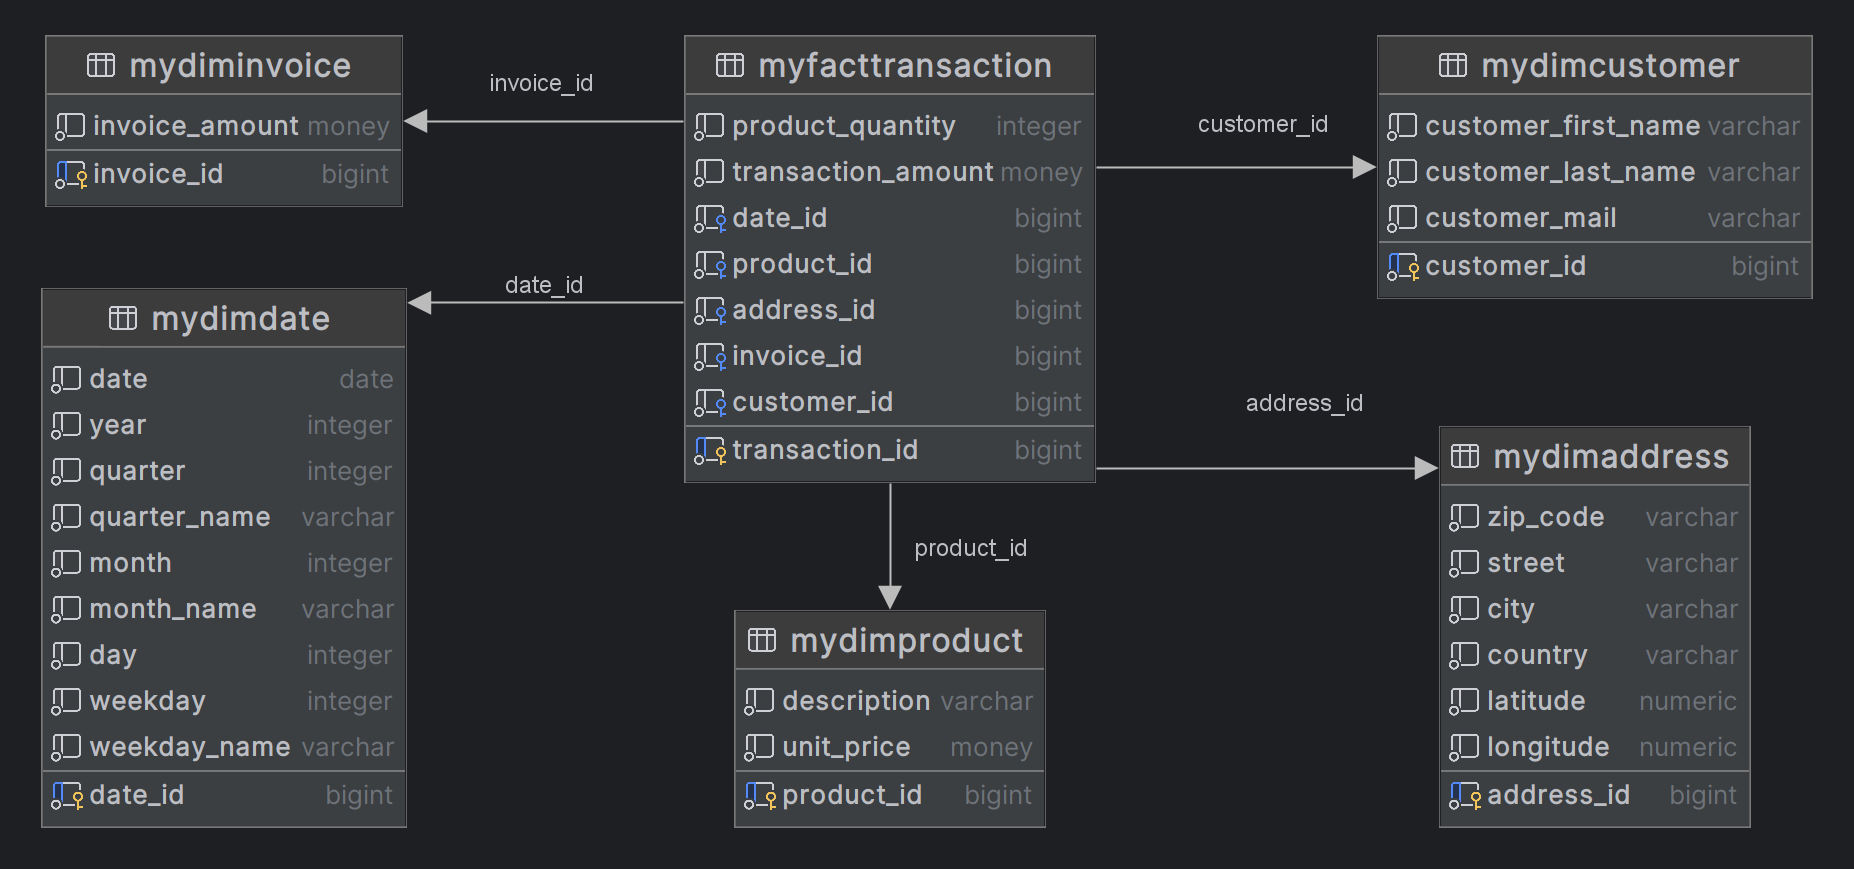 mydiminvoice
invoice_amount money
invoice_id bigint
invoice_id
myfacttransaction
product_quantity integer
transaction_amount money
date_id bigint
product_id bigint
address_id bigint
invoice_id bigint
customer_id bigint
transaction_id bigint
customer_id
mydimcustomer
customer_first_name varchar
customer_last_name varchar
customer_mail varchar
customer_id bigint
date_id
mydimdate
date date
year integer
quarter integer
quarter_name varchar
month integer
month_name varchar
day integer
weekday integer
weekday_name varchar
date_id bigint
product_id
mydimproduct
description varchar
unit_price money
product_id bigint
address_id
mydimaddress
zip_code varchar
street varchar
city varchar
country varchar
latitude numeric
longitude numeric
address_id bigint